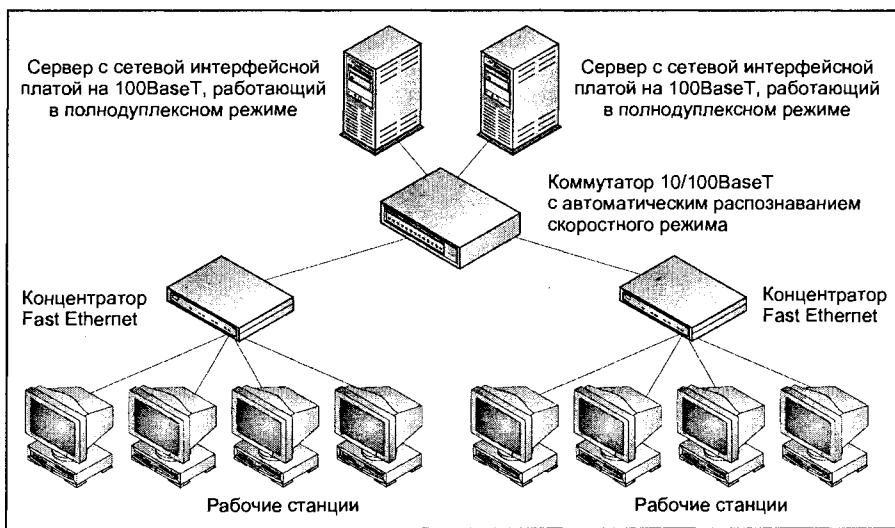 Сервер с сетевой интерфейсной
платой на 100BaseT, работающий
в полнодуплексном режиме
Сервер с сетевой интерфейсной
платой на 100BaseT, работающий
в полнодуплексном режиме
Коммутатор 10/100BaseT
с автоматическим распознаванием
скоростного режима
Концентратор
Fast Ethernet
Концентратор
Fast Ethernet
Рабочие станции
Рабочие станции